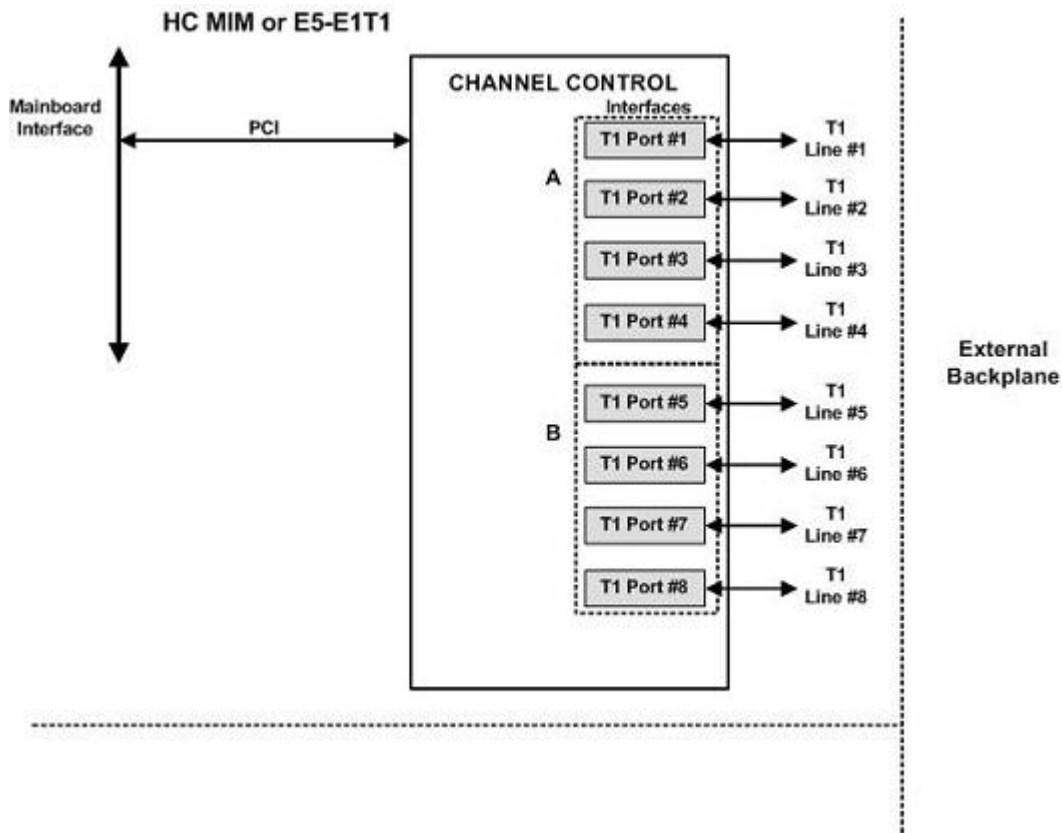 HC MIM or E5-E1T1
Mainboard
Interface
PCI
CHANNEL CONTROL
Interfaces
A
T1 Port #1
T1
Line #1
T1 Port #2
T1
Line #2
T1 Port #3
T1
Line #3
T1 Port #4
T1
Line #4
B
T1 Port #5
T1
Line #5
T1 Port #6
T1
Line #6
T1 Port #7
T1
Line #7
T1 Port #8
T1
Line #8
External
Backplane